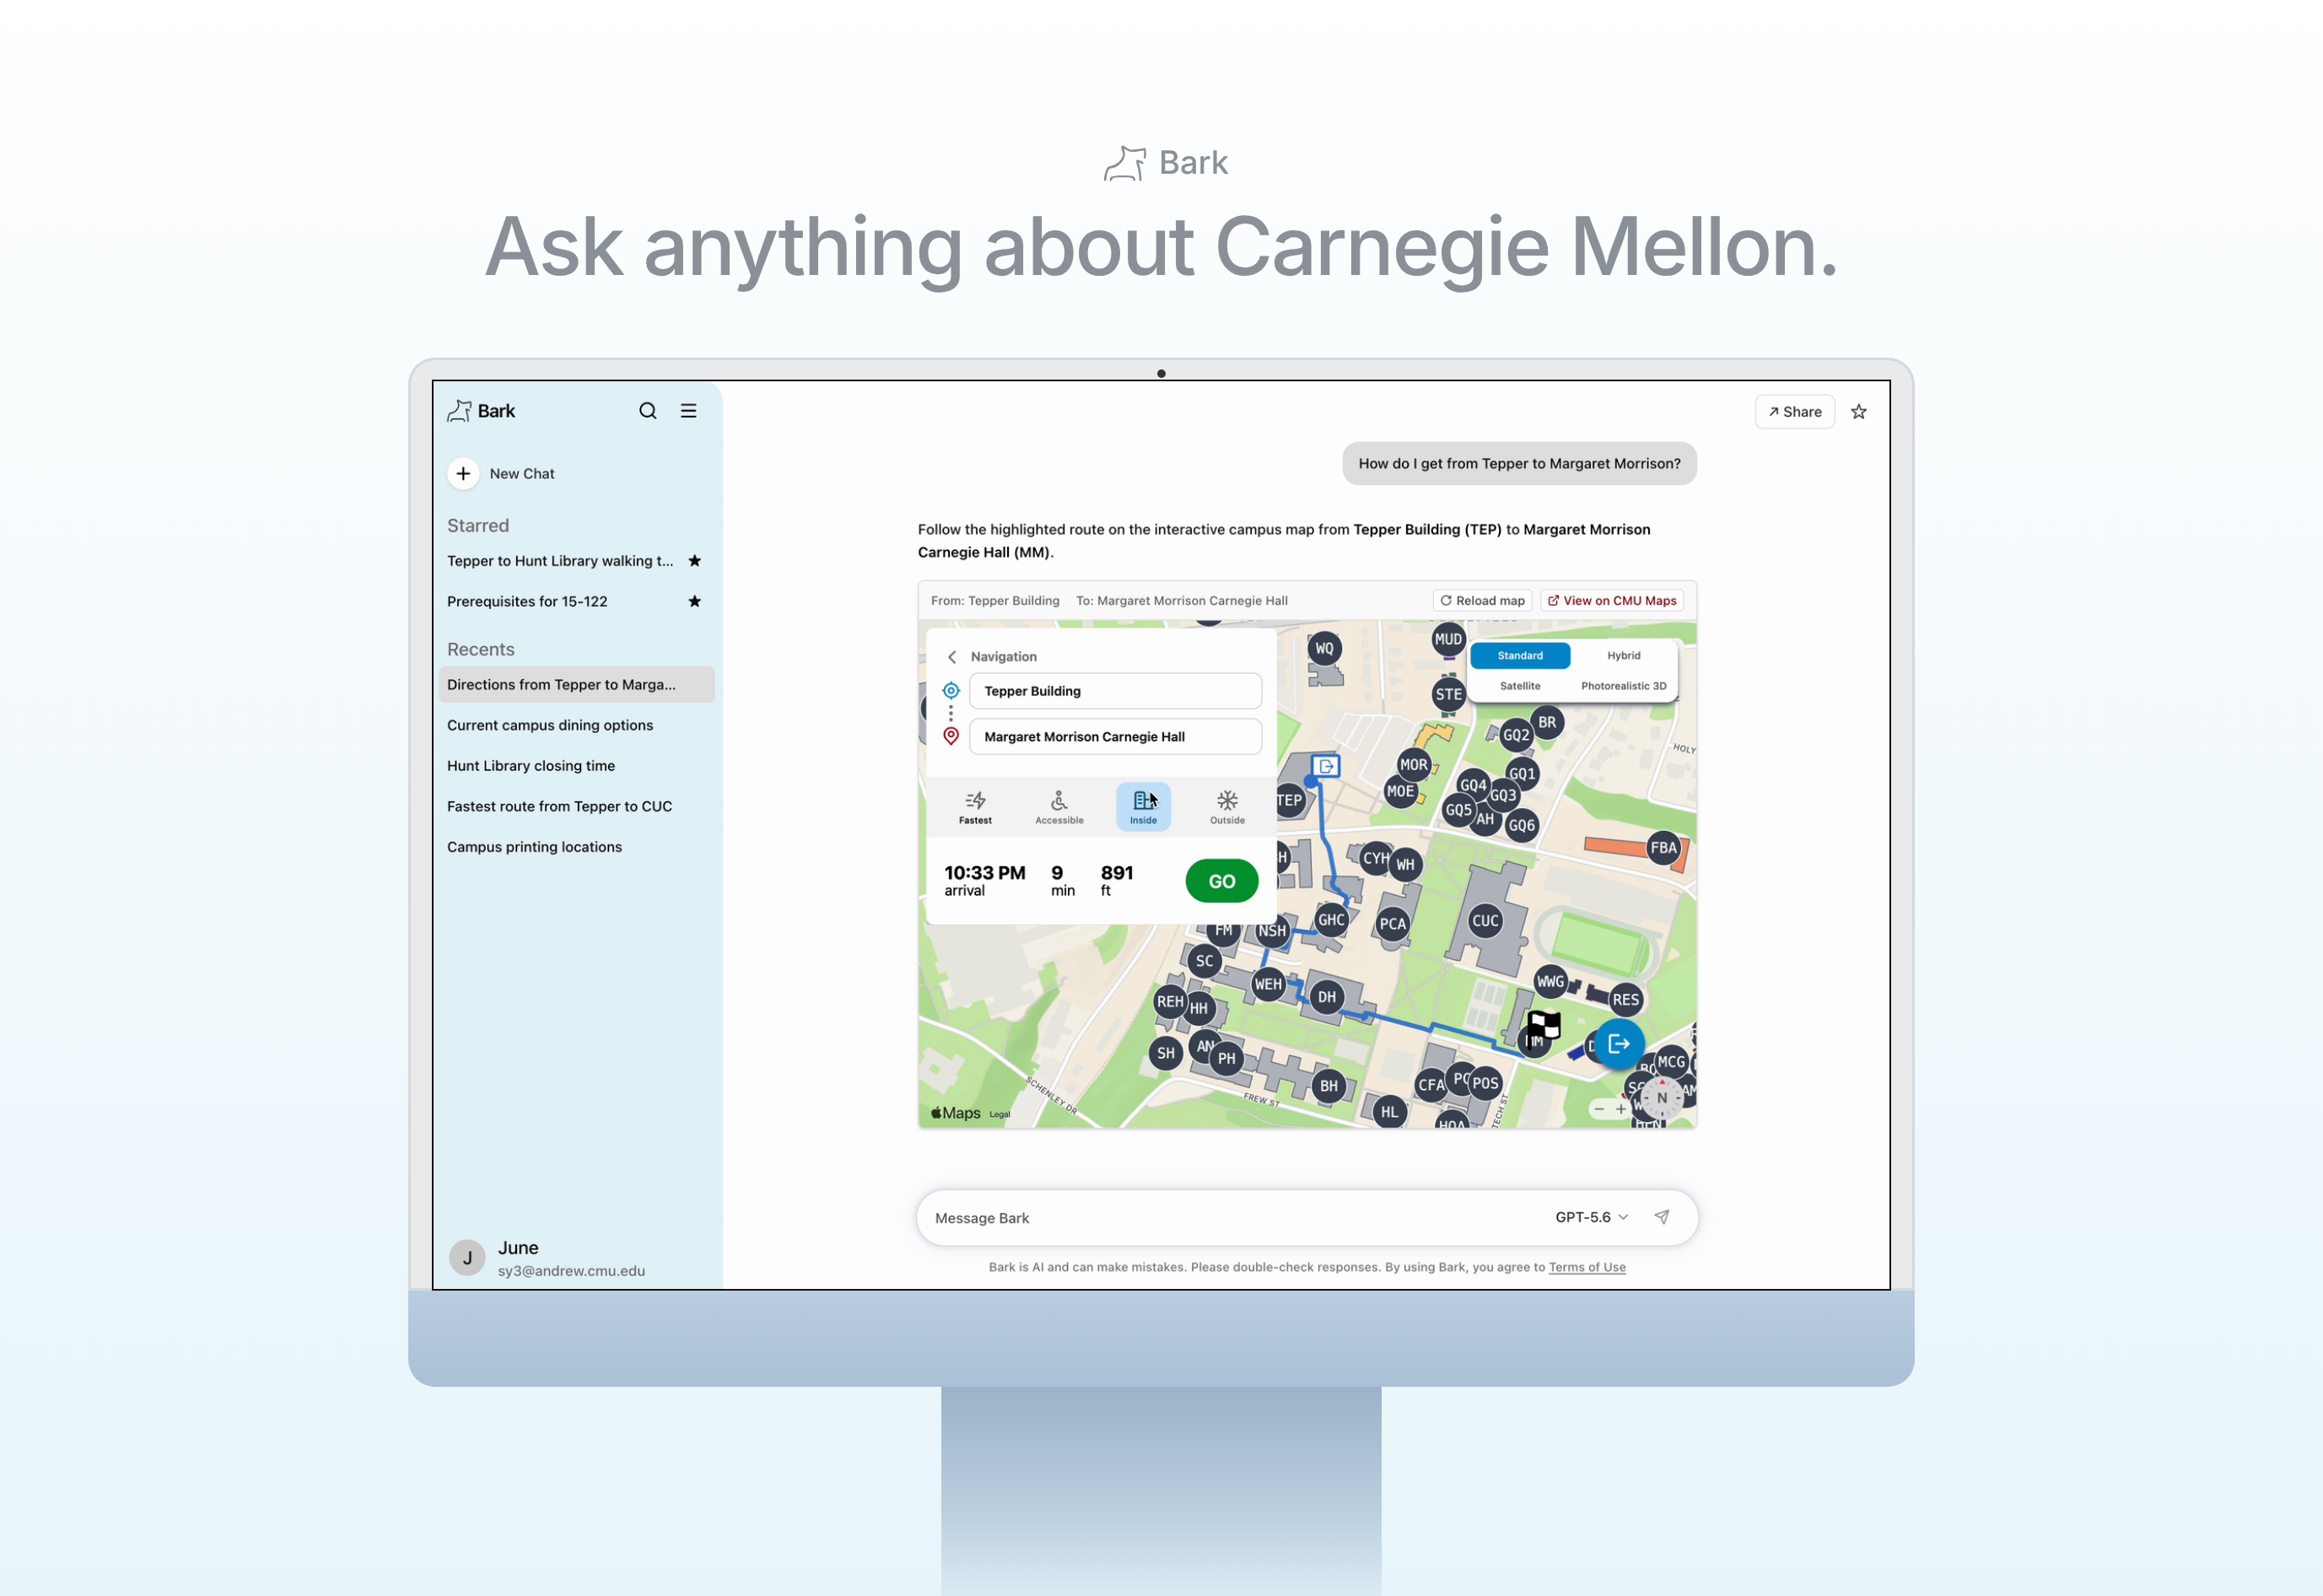 Bark
Ask anything about Carnegie Mellon.
Bark
New Chat
Starred
Tepper to Hunt Library walking t...
Prerequisites for 15-122
Recents
Directions from Tepper to Marga...
Current campus dining options
Hunt Library closing time
Fastest route from Tepper to CUC
Campus printing locations
June
J
sy3@andrew.cmu.edu
Share
How do I get from Tepper to Margaret Morrison?
Follow the highlighted route on the interactive campus map from Tepper Building (TEP) to Margaret Morrison
Carnegie Hall (MM).
From: Tepper Building To: Margaret Morrison Carnegie Hall
Reload map
View on CMU Maps
Navigation
Tepper Building
Margaret Morrison Carnegie Hall
Fastest
Accessible
Inside
Outside
10:33 PM
arrival
9
min
891
ft
GO
Standard
Hybrid
Satellite
Photorealistic 3D
WQ
MUD
STE
BR
GQ2
HOLY
MOR
GQ1
GQ4
MOE
GQ3
TEP
GQ5
AH
GQ6
FBA
CYH
WH
GHC
PCA
CUC
FM
NSH
SC
WEH
DH
WWG
RES
REH
HH
SH
AN
PH
BH
CFA
POS
MCG
HL
SCHENLEY DR
FREW ST
TECH ST
Maps
Legal
N
Message Bark
GPT-5.6
Bark is AI and can make mistakes. Please double-check responses. By using Bark, you agree to Terms of Use